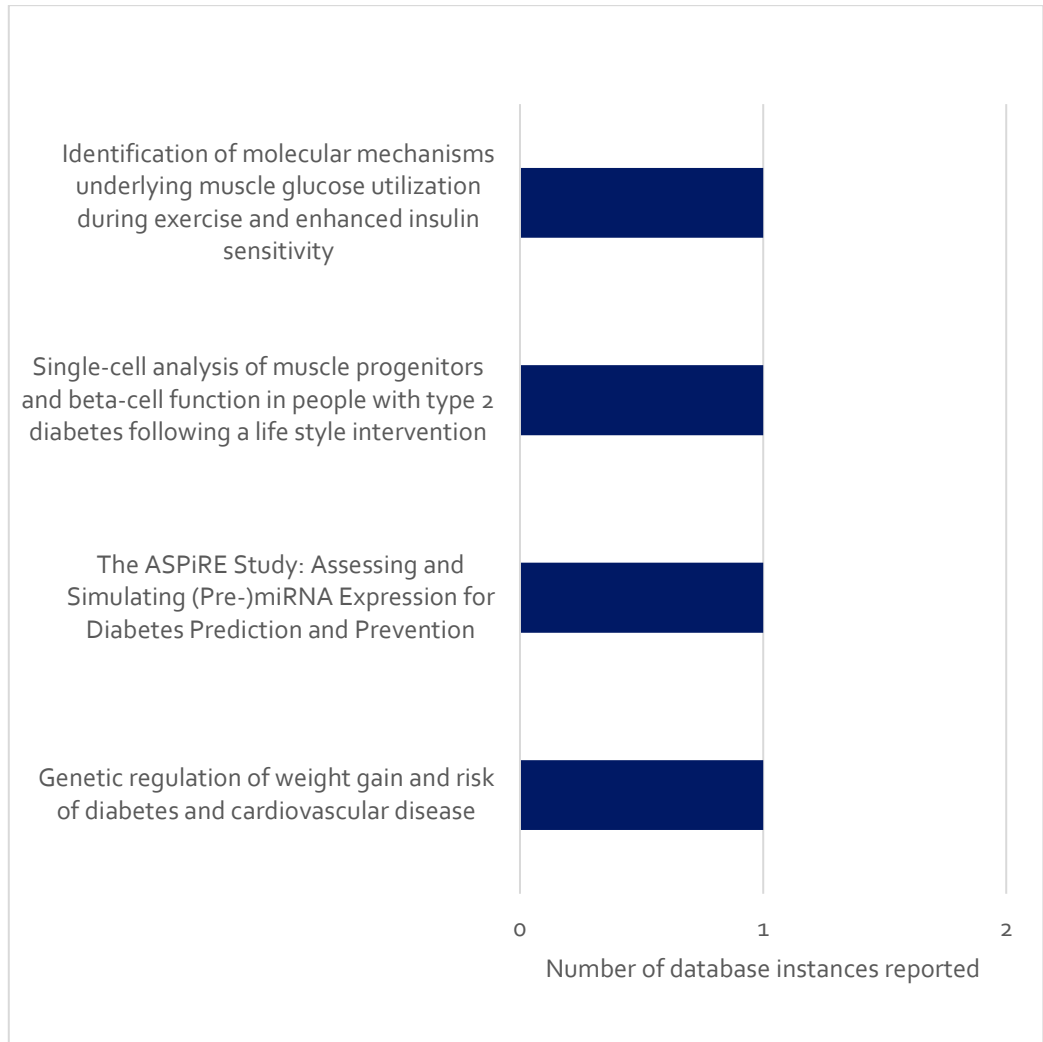 Identification of molecular mechanisms
underlying muscle glucose utilization
during exercise and enhanced insulin
sensitivity
Single-cell analysis of muscle progenitors
and beta-cell function in people with type 2
diabetes following a life style intervention
The ASPiRE Study: Assessing and
Simulating (Pre-)miRNA Expression for
Diabetes Prediction and Prevention
Genetic regulation of weight gain and risk
of diabetes and cardiovascular disease
0 1 2
Number of database instances reported